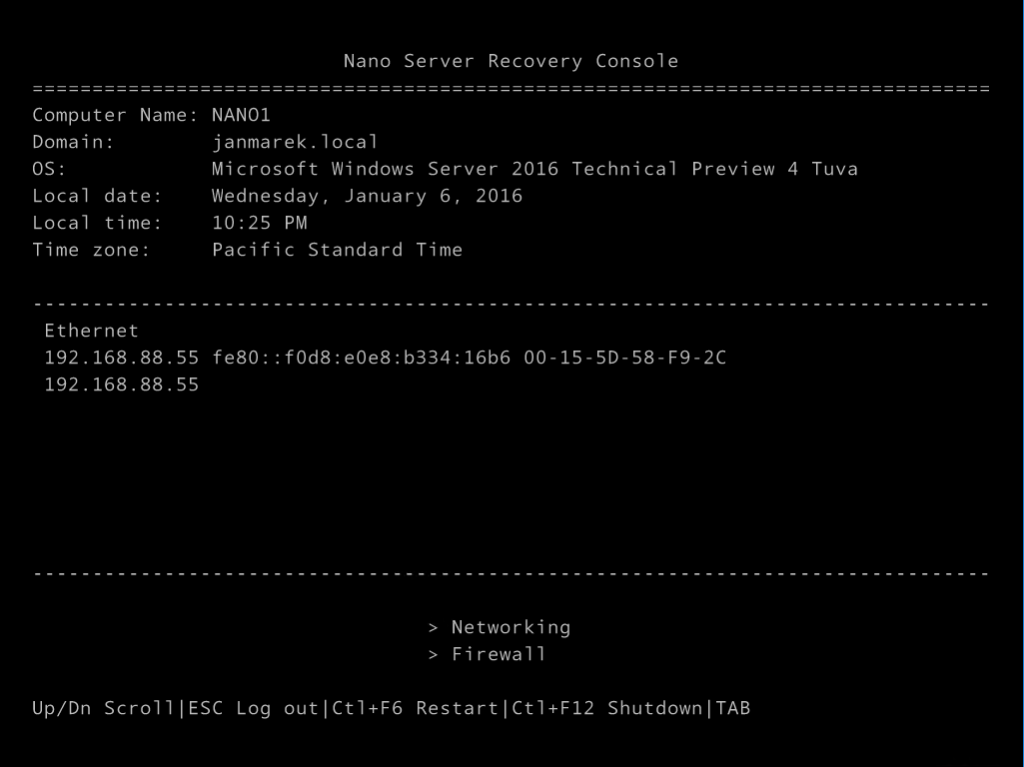 Nano Server Recovery Console
================================================================================
Computer Name: NANO1
Domain: janmarek.local
OS: Microsoft Windows Server 2016 Technical Preview 4 Tuva
Local date: Wednesday, January 6, 2016
Local time: 10:25 PM
Time zone: Pacific Standard Time
--------------------------------------------------------------------------------
Ethernet
192.168.88.55 fe80::f0d8:e0e8:b334:16b6 00-15-5D-58-F9-2C
192.168.88.55
--------------------------------------------------------------------------------
> Networking
> Firewall
Up/Dn Scroll|ESC Log out|Ctl+F6 Restart|Ctl+F12 Shutdown|TAB